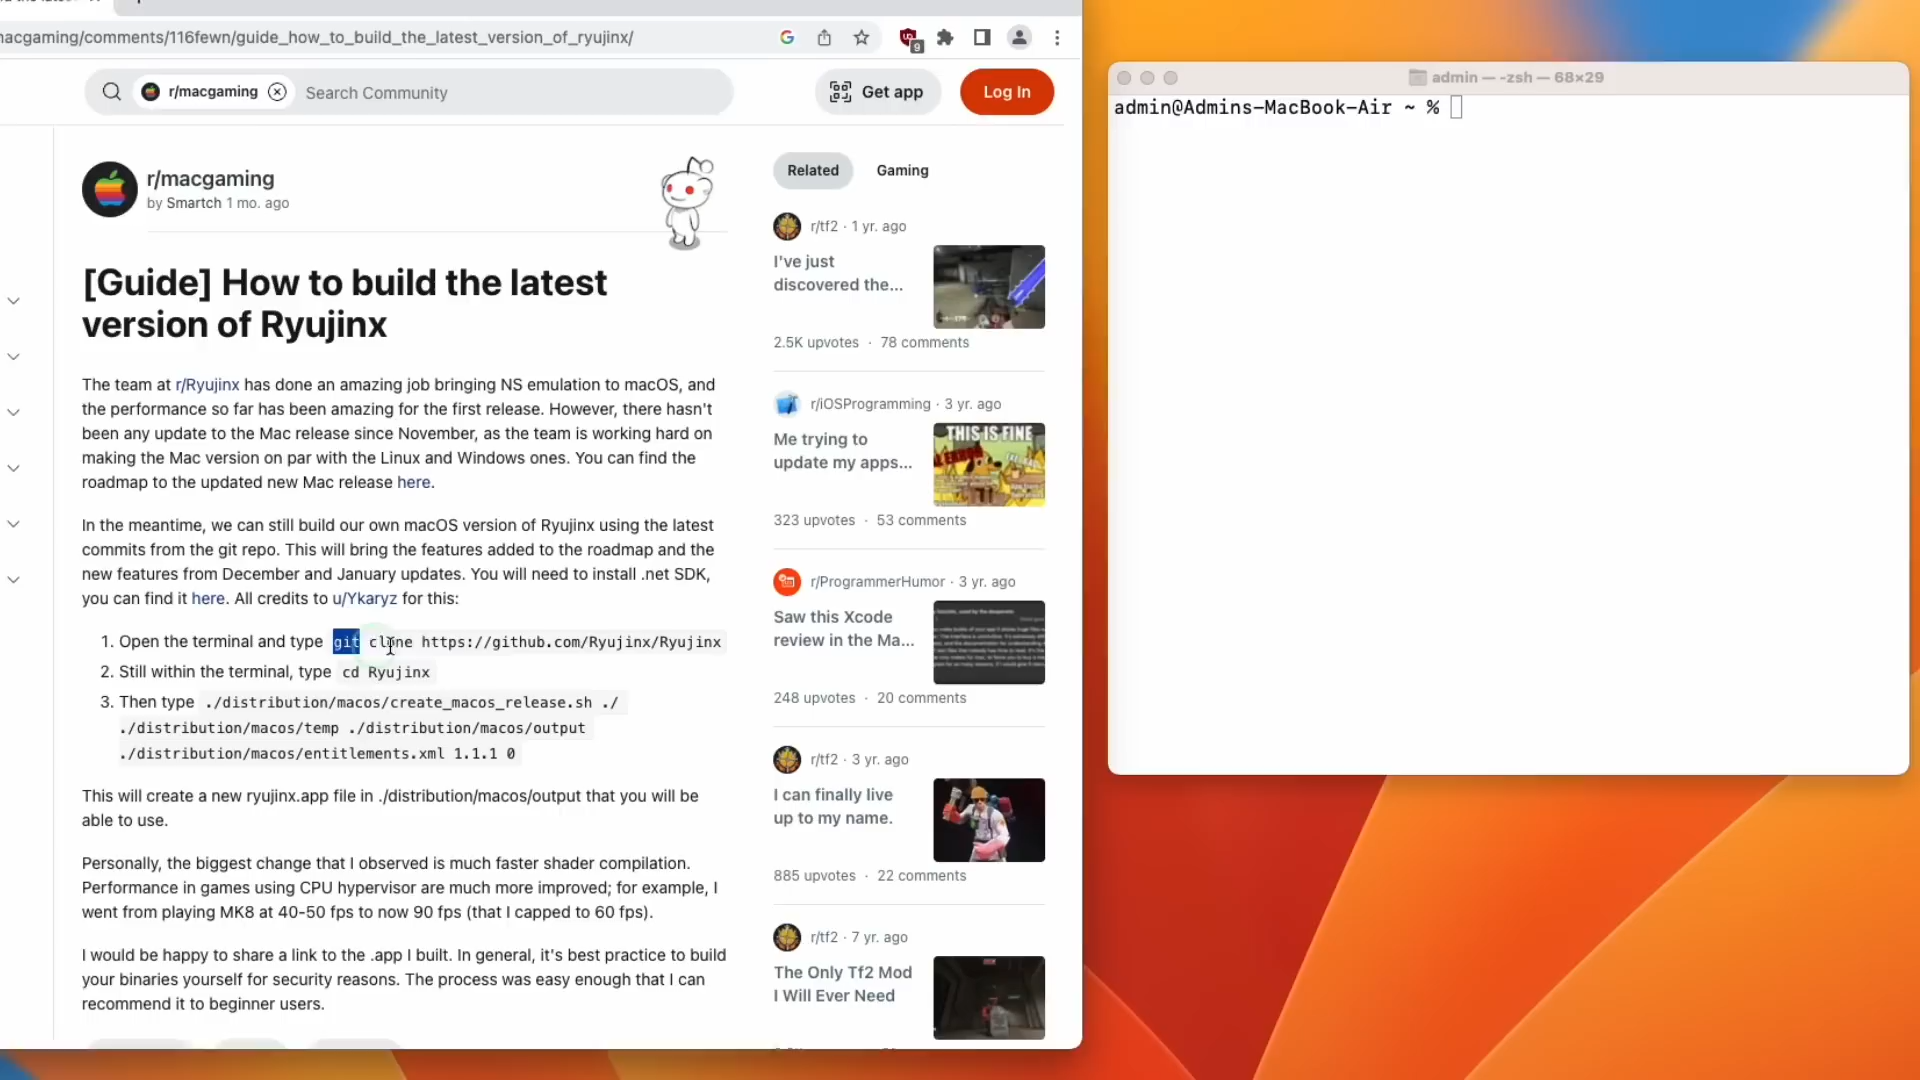 macgaming/comments/116fewn/guide_how_to_build_the_latest_version_of_ryujinx/
9
r/macgaming
Search Community
Get app
Log In
admin — -zsh — 68×29
admin@Admins-MacBook-Air ~ %
r/macgaming
by Smartch 1 mo. ago
[Guide] How to build the latest
version of Ryujinx
The team at r/Ryujinx has done an amazing job bringing NS emulation to macOS, and
the performance so far has been amazing for the first release. However, there hasn't
been any update to the Mac release since November, as the team is working hard on
making the Mac version on par with the Linux and Windows ones. You can find the
roadmap to the updated new Mac release here.
In the meantime, we can still build our own macOS version of Ryujinx using the latest
commits from the git repo. This will bring the features added to the roadmap and the
new features from December and January updates. You will need to install .net SDK,
you can find it here. All credits to u/Ykaryz for this:
1. Open the terminal and type git clone https://github.com/Ryujinx/Ryujinx
2. Still within the terminal, type cd Ryujinx
3. Then type ./distribution/macos/create_macos_release.sh ./
./distribution/macos/temp ./distribution/macos/output
./distribution/macos/entitlements.xml 1.1.1 0
This will create a new ryujinx.app file in ./distribution/macos/output that you will be
able to use.
Personally, the biggest change that I observed is much faster shader compilation.
Performance in games using CPU hypervisor are much more improved; for example, I
went from playing MK8 at 40-50 fps to now 90 fps (that I capped to 60 fps).
I would be happy to share a link to the .app I built. In general, it's best practice to build
your binaries yourself for security reasons. The process was easy enough that I can
recommend it to beginner users.
Related
Gaming
r/tf2 · 1 yr. ago
I've just
discovered the...
2.5K upvotes · 78 comments
r/iOSProgramming · 3 yr. ago
Me trying to
update my apps...
THIS IS FINE
323 upvotes · 53 comments
r/ProgrammerHumor · 3 yr. ago
Saw this Xcode
review in the Ma...
248 upvotes · 20 comments
r/tf2 · 3 yr. ago
I can finally live
up to my name.
885 upvotes · 22 comments
r/tf2 · 7 yr. ago
The Only Tf2 Mod
I Will Ever Need